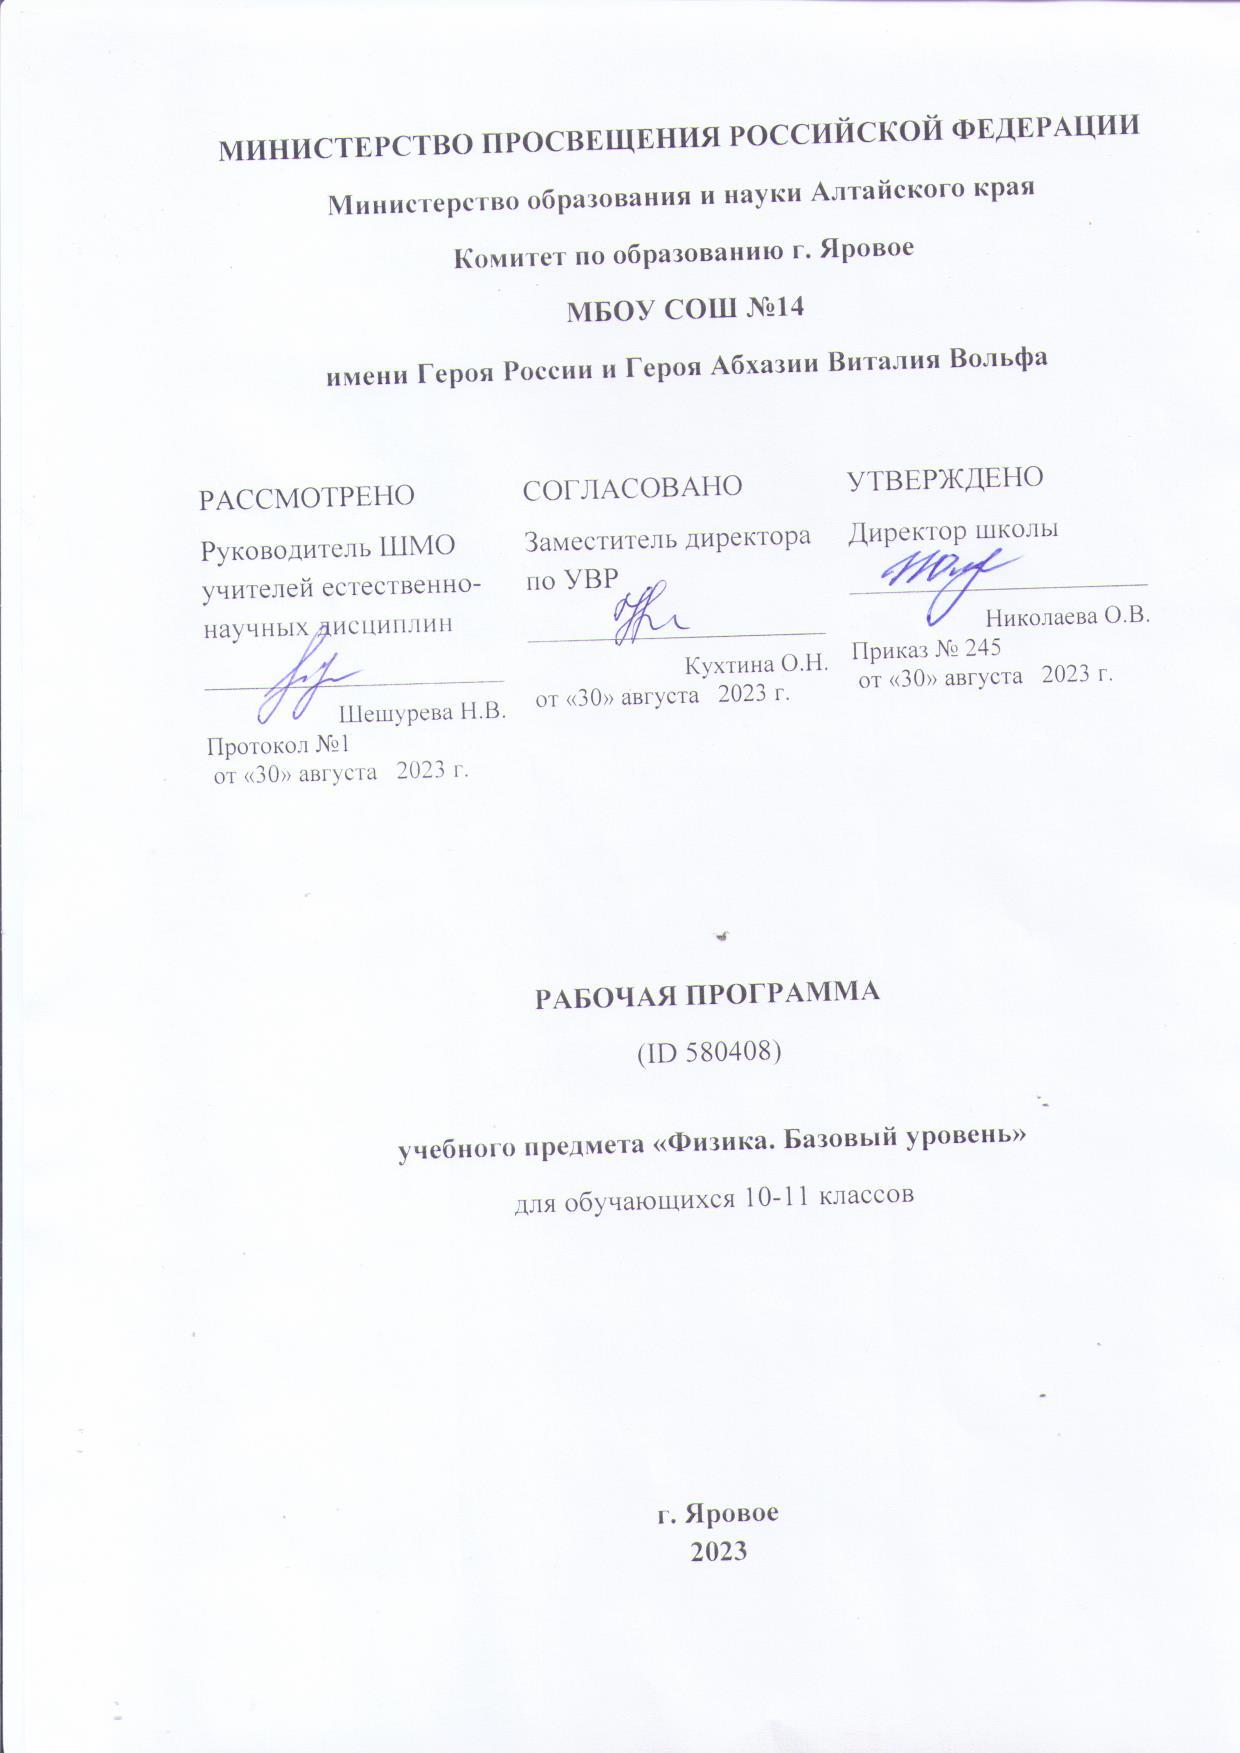 МИНИСТЕРСТВО ПРОСВЕЩЕНИЯ РОССИЙСКОЙ ФЕДЕРАЦИИ
Министерство образования и науки Алтайского края
Комитет по образованию г. Яровое
МБОУ СОШ №14
имени Героя России и Героя Абхазии Виталия Вольфа
РАССМОТРЕНО
Руководитель ШМО
учителей естественно-
научных дисциплин
Шешурева Н.В.
Протокол №1
от «30» августа 2023 г.
СОГЛАСОВАНО
Заместитель директора
по УВР
Кухтина О.Н.
от «30» августа 2023 г.
УТВЕРЖДЕНО
Директор школы
Николаева О.В.
Приказ № 245
от «30» августа 2023 г.
РАБОЧАЯ ПРОГРАММА
(ID 580408)
учебного предмета «Физика. Базовый уровень»
для обучающихся 10-11 классов
г. Яровое
2023